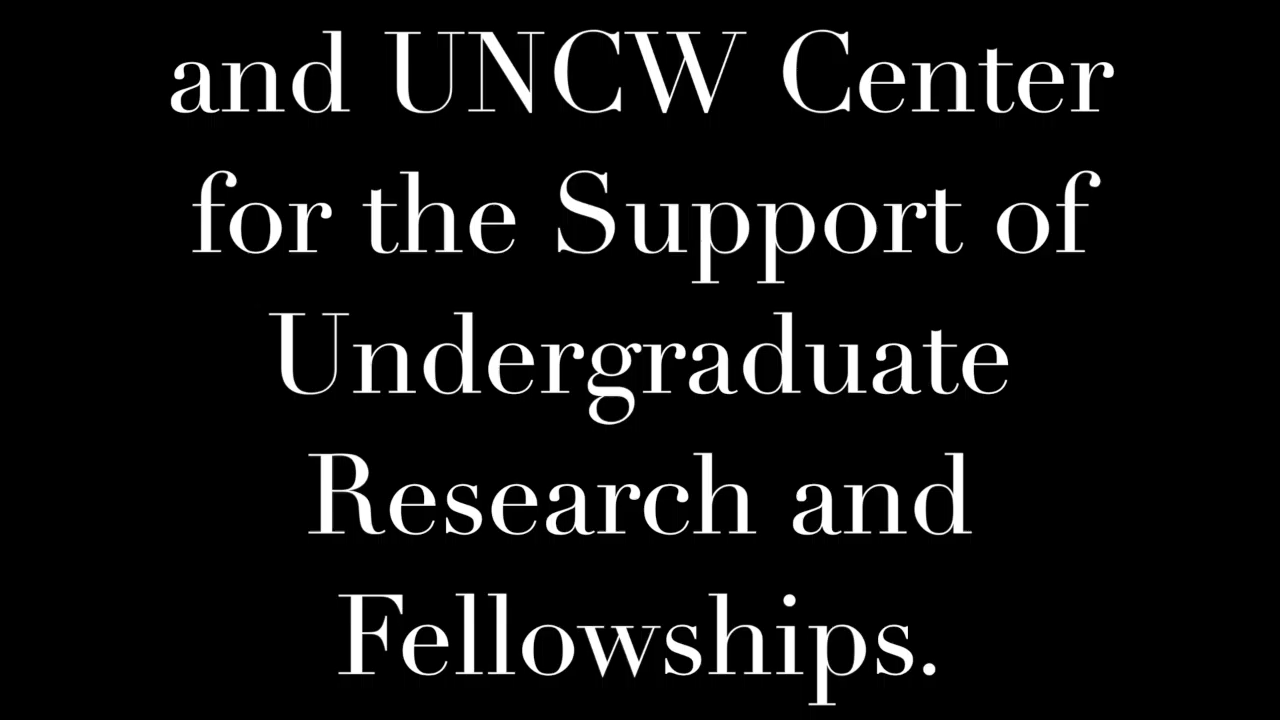 and UNCW Center
for the Support of
Undergraduate
Research and
Fellowships.